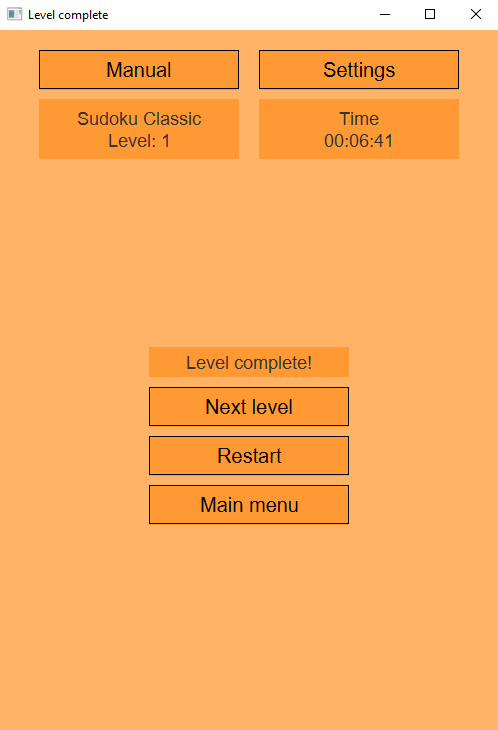 Level complete
Manual
Settings
Sudoku Classic
Level: 1
Time
00:06:41
Level complete!
Next level
Restart
Main menu